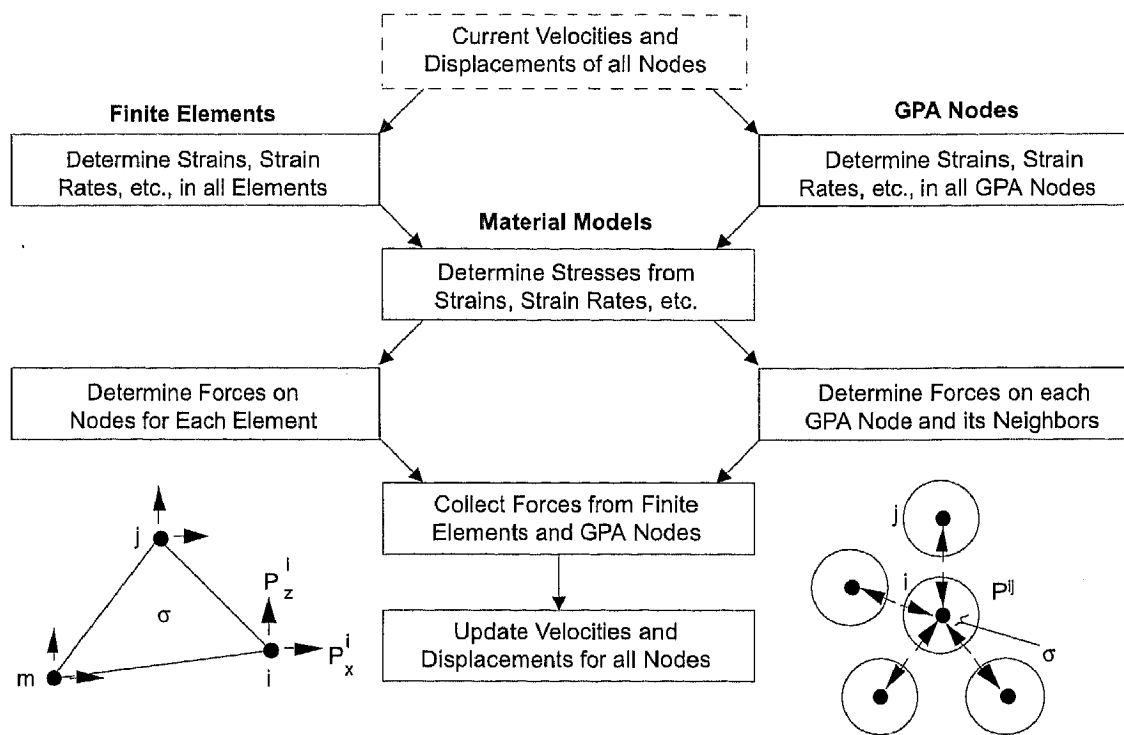 Current Velocities and
Displacements of all Nodes
Finite Elements
GPA Nodes
Determine Strains, Strain
Rates, etc., in all Elements
Determine Strains, Strain
Rates, etc., in all GPA Nodes
Material Models
Determine Stresses from
Strains, Strain Rates, etc.
Determine Forces on
Nodes for Each Element
Determine Forces on each
GPA Node and its Neighbors
Collect Forces from Finite
Elements and GPA Nodes
Update Velocities and
Displacements for all Nodes
j
P_z^i
σ
P_x^i
m
i
j
i
P^ij
σ